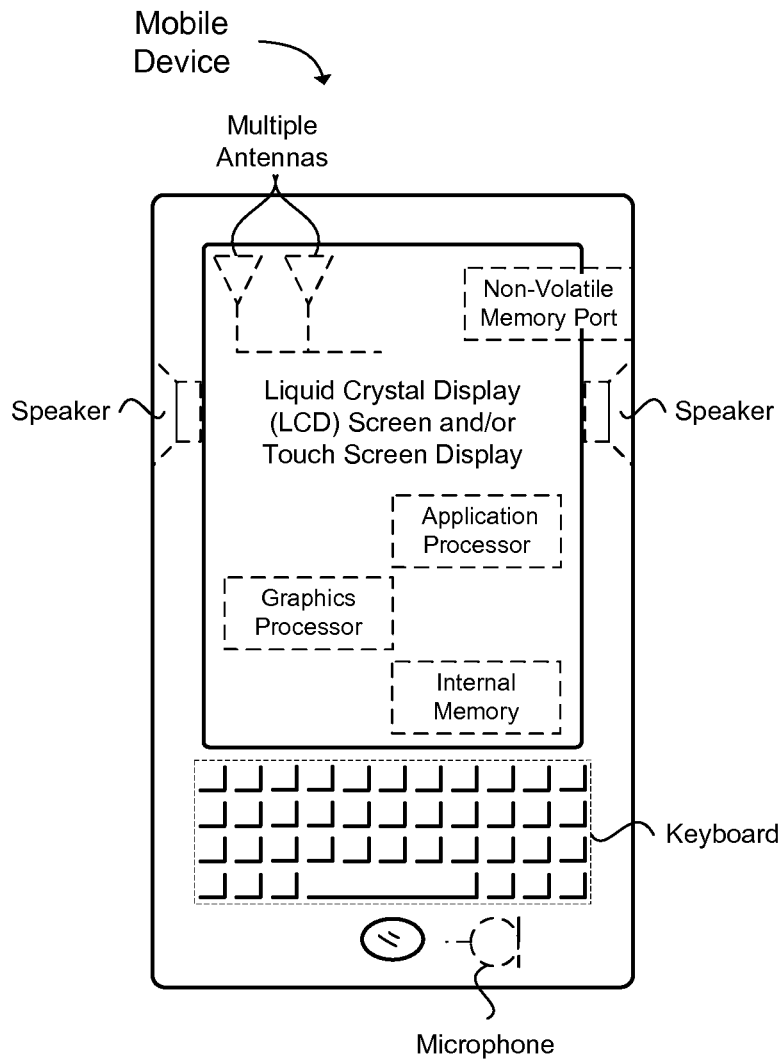 Mobile
Device
Multiple
Antennas
Non-Volatile
Memory Port
Speaker
Liquid Crystal Display
(LCD) Screen and/or
Touch Screen Display
Speaker
Application
Processor
Graphics
Processor
Internal
Memory
Keyboard
Microphone